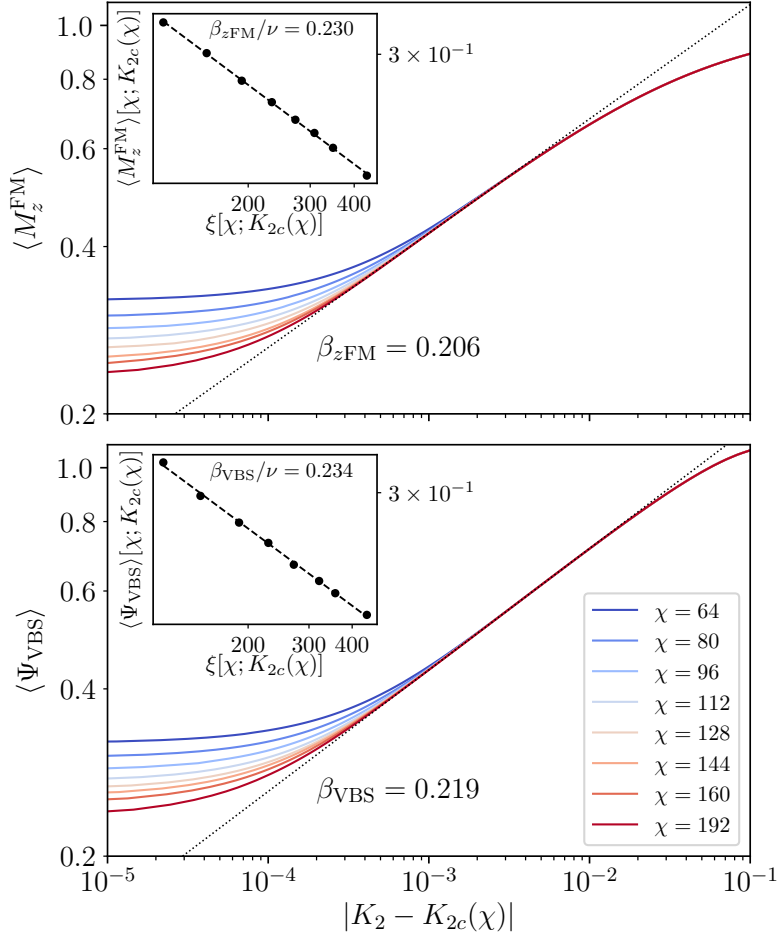 1.0
0.8
0.6
0.4
0.2
⟨M_z^FM⟩
β_zFM/ν = 0.230
3 × 10^−1
⟨M_z^FM⟩[χ; K_2c(χ)]
200 300 400
ξ[χ; K_2c(χ)]
β_zFM = 0.206
1.0
0.8
0.6
0.4
0.2
⟨Ψ_VBS⟩
β_VBS/ν = 0.234
3 × 10^−1
⟨Ψ_VBS⟩[χ; K_2c(χ)]
200 300 400
ξ[χ; K_2c(χ)]
β_VBS = 0.219
χ = 64
χ = 80
χ = 96
χ = 112
χ = 128
χ = 144
χ = 160
χ = 192
10^−5 10^−4 10^−3 10^−2 10^−1
|K_2 − K_2c(χ)|